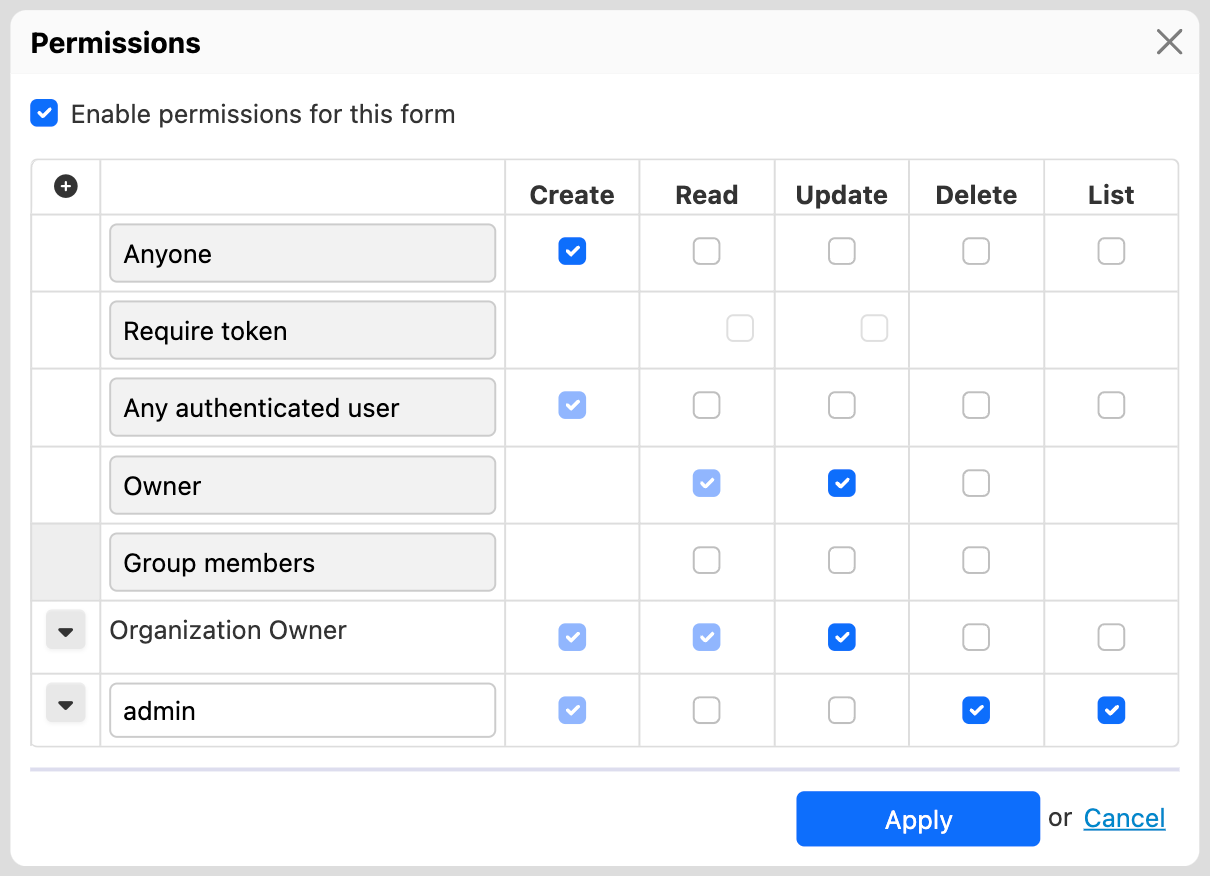 Permissions
Enable permissions for this form
Create Read Update Delete List
Anyone
Require token
Any authenticated user
Owner
Group members
Organization Owner
admin
Apply or Cancel